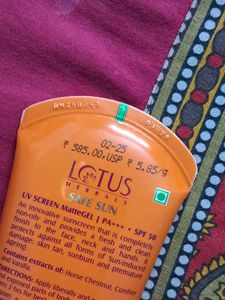 02-25
₹ 585.00,USP ₹ 5.85/g
LOTUS
HERBALS
SAFE SUN
UV SCREEN MatteGEL | PA+++ • SPF 50
An innovative sunscreen that is completely
non-oily and provides a fresh and clean
finish to the face, neck and hands. It
protects against all forms of Sun-induced
damage; skin tan, sunburn and premature
ageing.
Contains extracts of: Horse Chestnut, Comfrey
and Vanilla
DIRECTIONS: Apply liberally and